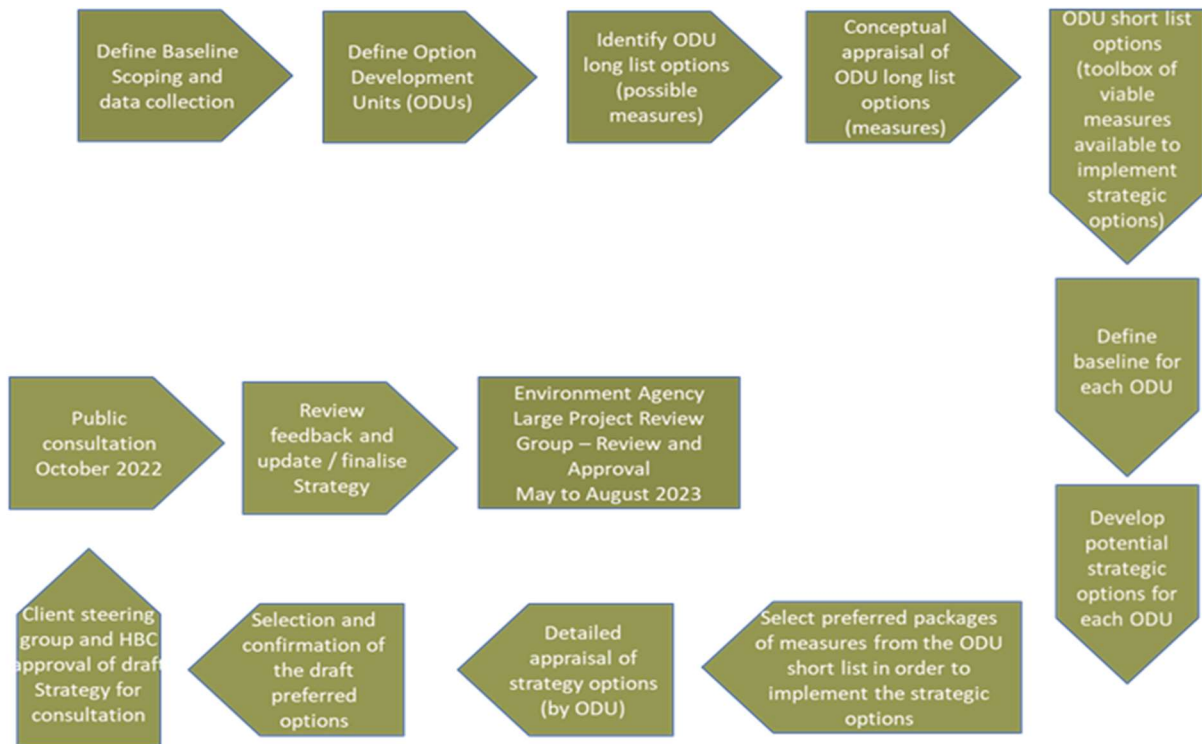 Define Baseline
Scoping and
data collection
Define Option
Development
Units (ODUs)
Identify ODU
long list options
(possible
measures)
Conceptual
appraisal of
ODU long list
options
(measures)
ODU short list
options
(toolbox of
viable
measures
available to
implement
strategic
options)
Define
baseline for
each ODU
Develop
potential
strategic
options for
each ODU
Select preferred packages
of measures from the ODU
short list in order to
implement the strategic
options
Detailed
appraisal of
strategy options
(by ODU)
Selection and
confirmation of
the draft
preferred
options
Client steering
group and HBC
approval of draft
Strategy for
consultation
Public
consultation
October 2022
Review
feedback and
update / finalise
Strategy
Environment Agency
Large Project Review
Group – Review and
Approval
May to August 2023